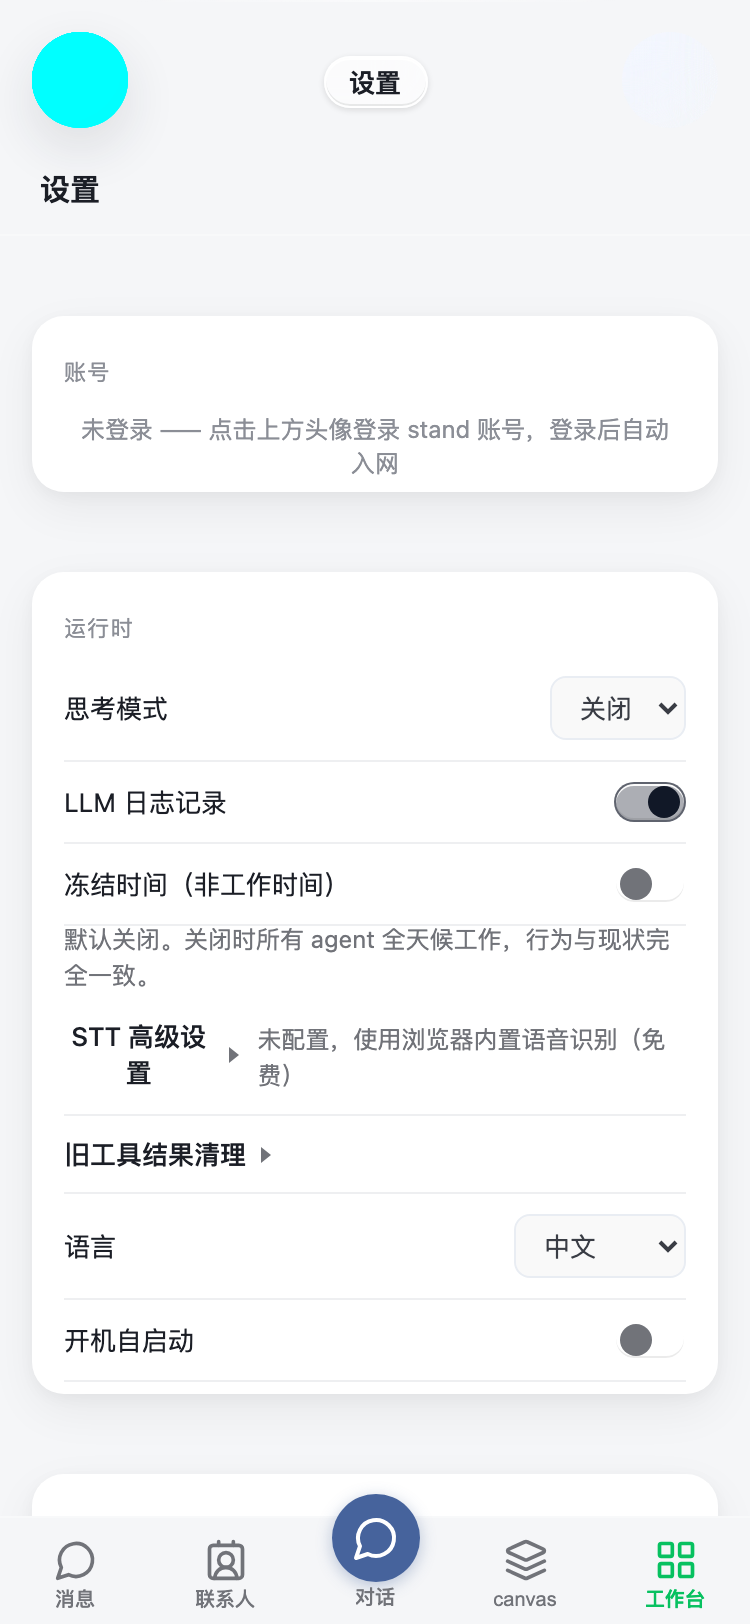 设置
设置
账号
未登录 —— 点击上方头像登录 stand 账号，登录后自动
入网
运行时
思考模式
关闭
LLM 日志记录
冻结时间（非工作时间）
默认关闭。关闭时所有 agent 全天候工作，行为与现状完
全一致。
STT 高级设
置
未配置，使用浏览器内置语音识别（免
费）
旧工具结果清理
语言
中文
开机自启动
消息
联系人
对话
canvas
工作台